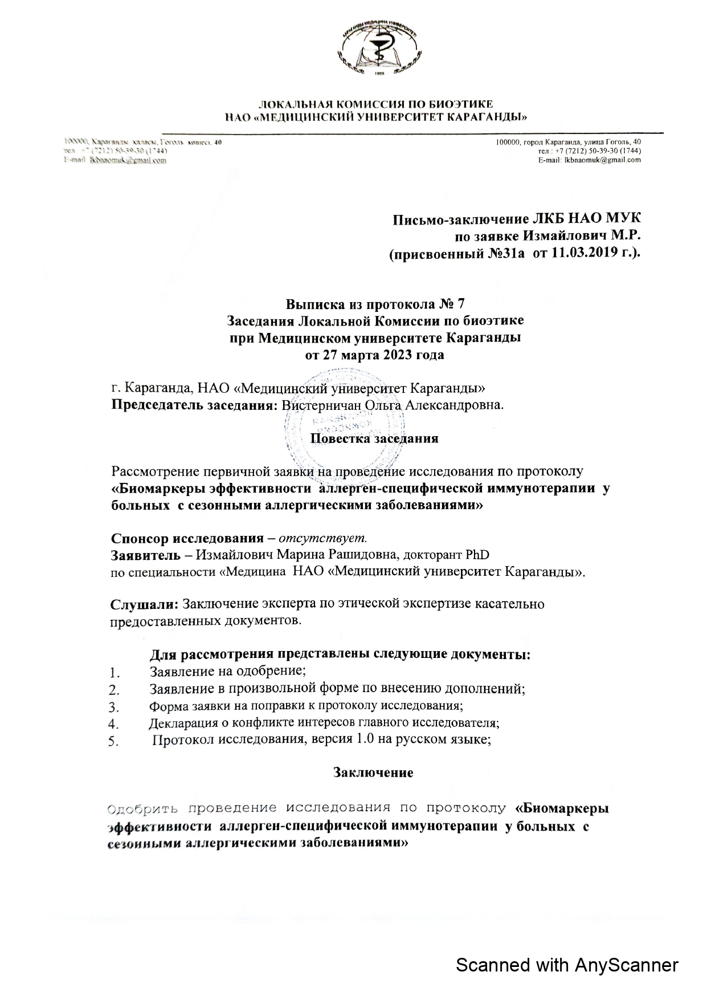 ҚАРАҒАНДЫ МЕДИЦИНА УНИВЕРСИТЕТІ
1950
ЛОКАЛЬНАЯ КОМИССИЯ ПО БИОЭТИКЕ
НАО «МЕДИЦИНСКИЙ УНИВЕРСИТЕТ КАРАГАНДЫ»
100000, Қарағанды қаласы, Гоголь көшесі, 40
тел.: +7 (7212) 50-39-30 (1744)
E-mail: lkbnaomuk@gmail.com
100000, город Караганда, улица Гоголь, 40
тел.: +7 (7212) 50-39-30 (1744)
E-mail: lkbnaomuk@gmail.com
Письмо-заключение ЛКБ НАО МУК
по заявке Измайлович М.Р.
(присвоенный №31а от 11.03.2019 г.).
Выписка из протокола № 7
Заседания Локальной Комиссии по биоэтике
при Медицинском университете Караганды
от 27 марта 2023 года
г. Караганда, НАО «Медицинский университет Караганды»
Председатель заседания: Вистерничан Ольга Александровна.
Повестка заседания
Рассмотрение первичной заявки на проведение исследования по протоколу
«Биомаркеры эффективности аллерген-специфической иммунотерапии у
больных с сезонными аллергическими заболеваниями»
Спонсор исследования – отсутствует.
Заявитель – Измайлович Марина Рашидовна, докторант PhD
по специальности «Медицина НАО «Медицинский университет Караганды».
Слушали: Заключение эксперта по этической экспертизе касательно
предоставленных документов.
Для рассмотрения представлены следующие документы:
1. Заявление на одобрение;
2. Заявление в произвольной форме по внесению дополнений;
3. Форма заявки на поправки к протоколу исследования;
4. Декларация о конфликте интересов главного исследователя;
5. Протокол исследования, версия 1.0 на русском языке;
Заключение
Одобрить проведение исследования по протоколу «Биомаркеры
эффективности аллерген-специфической иммунотерапии у больных с
сезонными аллергическими заболеваниями»
Scanned with AnyScanner